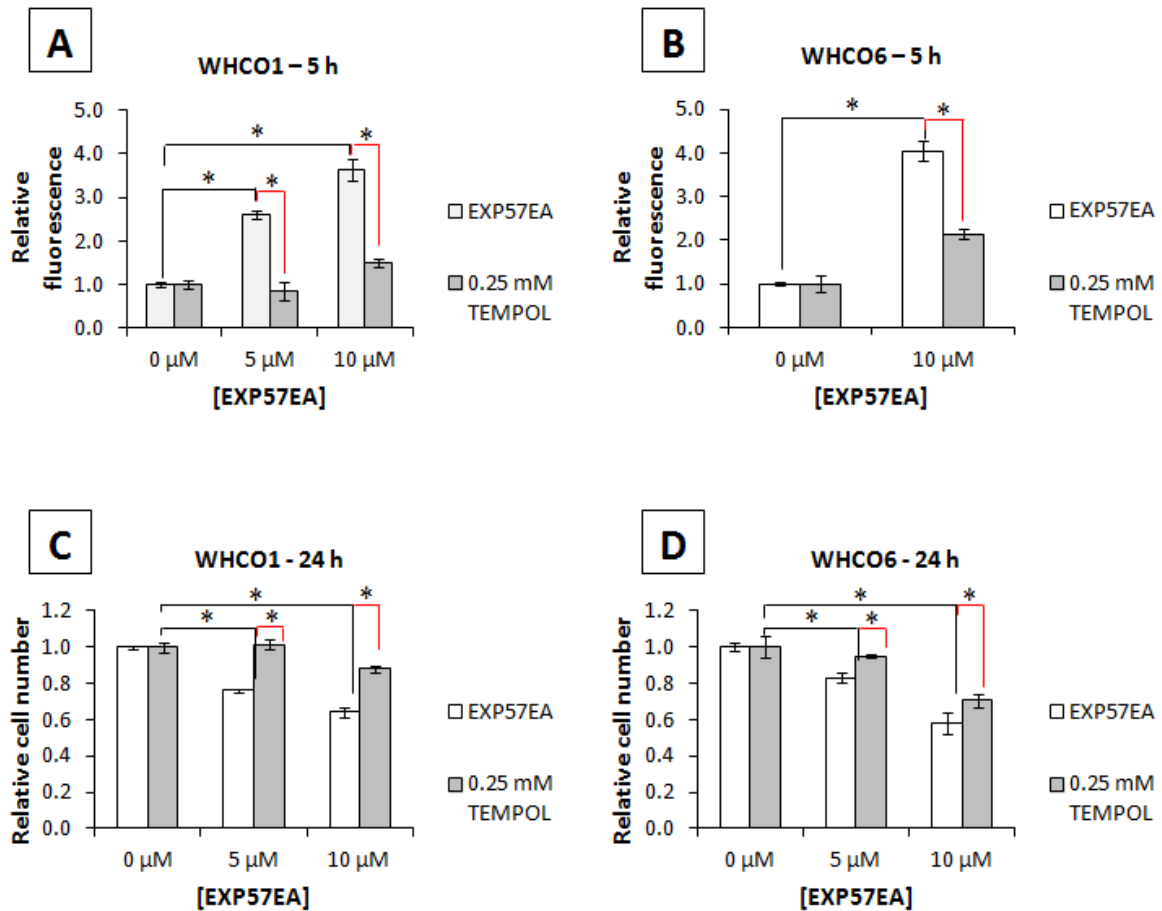 A
WHCO1 – 5 h
Relative
fluorescence
5.0
4.0
3.0
2.0
1.0
0.0
*
*
*
*
0 µM
5 µM
10 µM
[EXP57EA]
EXP57EA
0.25 mM
TEMPOL
B
WHCO6 – 5 h
Relative
fluorescence
5.0
4.0
3.0
2.0
1.0
0.0
*
*
0 µM
10 µM
[EXP57EA]
EXP57EA
0.25 mM
TEMPOL
C
WHCO1 - 24 h
Relative cell number
1.2
1.0
0.8
0.6
0.4
0.2
0.0
*
*
*
*
0 µM
5 µM
10 µM
[EXP57EA]
EXP57EA
0.25 mM
TEMPOL
D
WHCO6 - 24 h
Relative cell number
1.2
1.0
0.8
0.6
0.4
0.2
0.0
*
*
*
*
0 µM
5 µM
10 µM
[EXP57EA]
EXP57EA
0.25 mM
TEMPOL